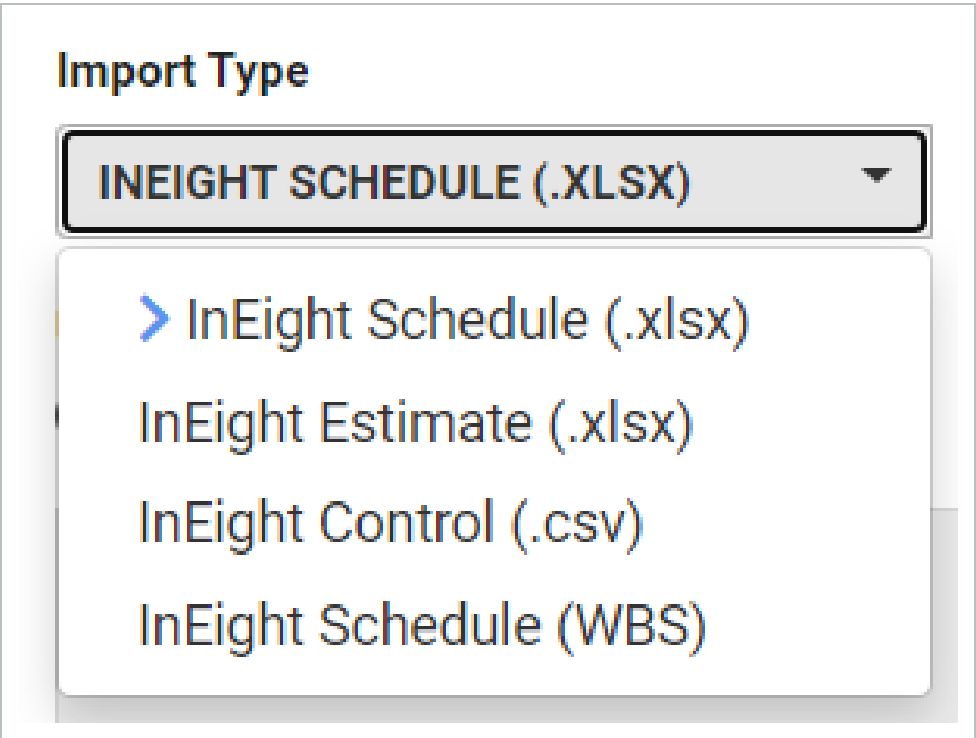 Import Type
INEIGHT SCHEDULE (.XLSX)
InEight Schedule (.xlsx)
InEight Estimate (.xlsx)
InEight Control (.csv)
InEight Schedule (WBS)